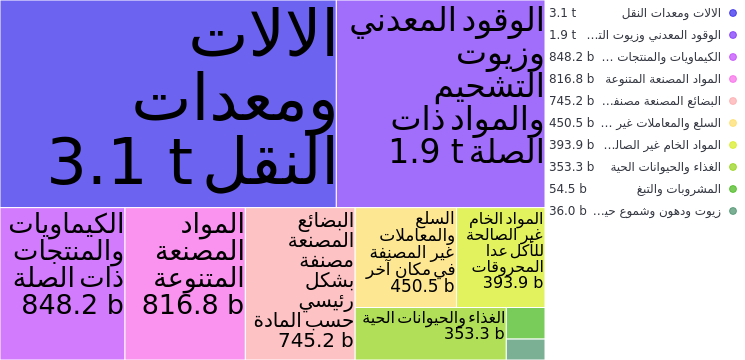 الالات
ومعدات
النقل 3.1 t
الوقود المعدني
وزيوت
التشحيم
والمواد ذات
الصلة 1.9 t
الكيماويات
والمنتجات
ذات الصلة
848.2 b
المواد
المصنعة
المتنوعة
816.8 b
البضائع
المصنعة
مصنفة
بشكل
رئيسي
حسب المادة
745.2 b
السلع
والمعاملات
غير المصنفة
في مكان آخر
450.5 b
المواد الخام
غير الصالحة
للأكل عدا
المحروقات
393.9 b
الغذاء والحيوانات الحية
353.3 b
الالات ومعدات النقل 3.1 t
الوقود المعدني وزيوت الت... 1.9 t
الكيماويات والمنتجات ... 848.2 b
المواد المصنعة المتنوعة 816.8 b
البضائع المصنعة مصنف... 745.2 b
السلع والمعاملات غير ... 450.5 b
المواد الخام غير الصالح... 393.9 b
الغذاء والحيوانات الحية 353.3 b
المشروبات والتبغ 54.5 b
زيوت ودهون وشموع حي... 36.0 b